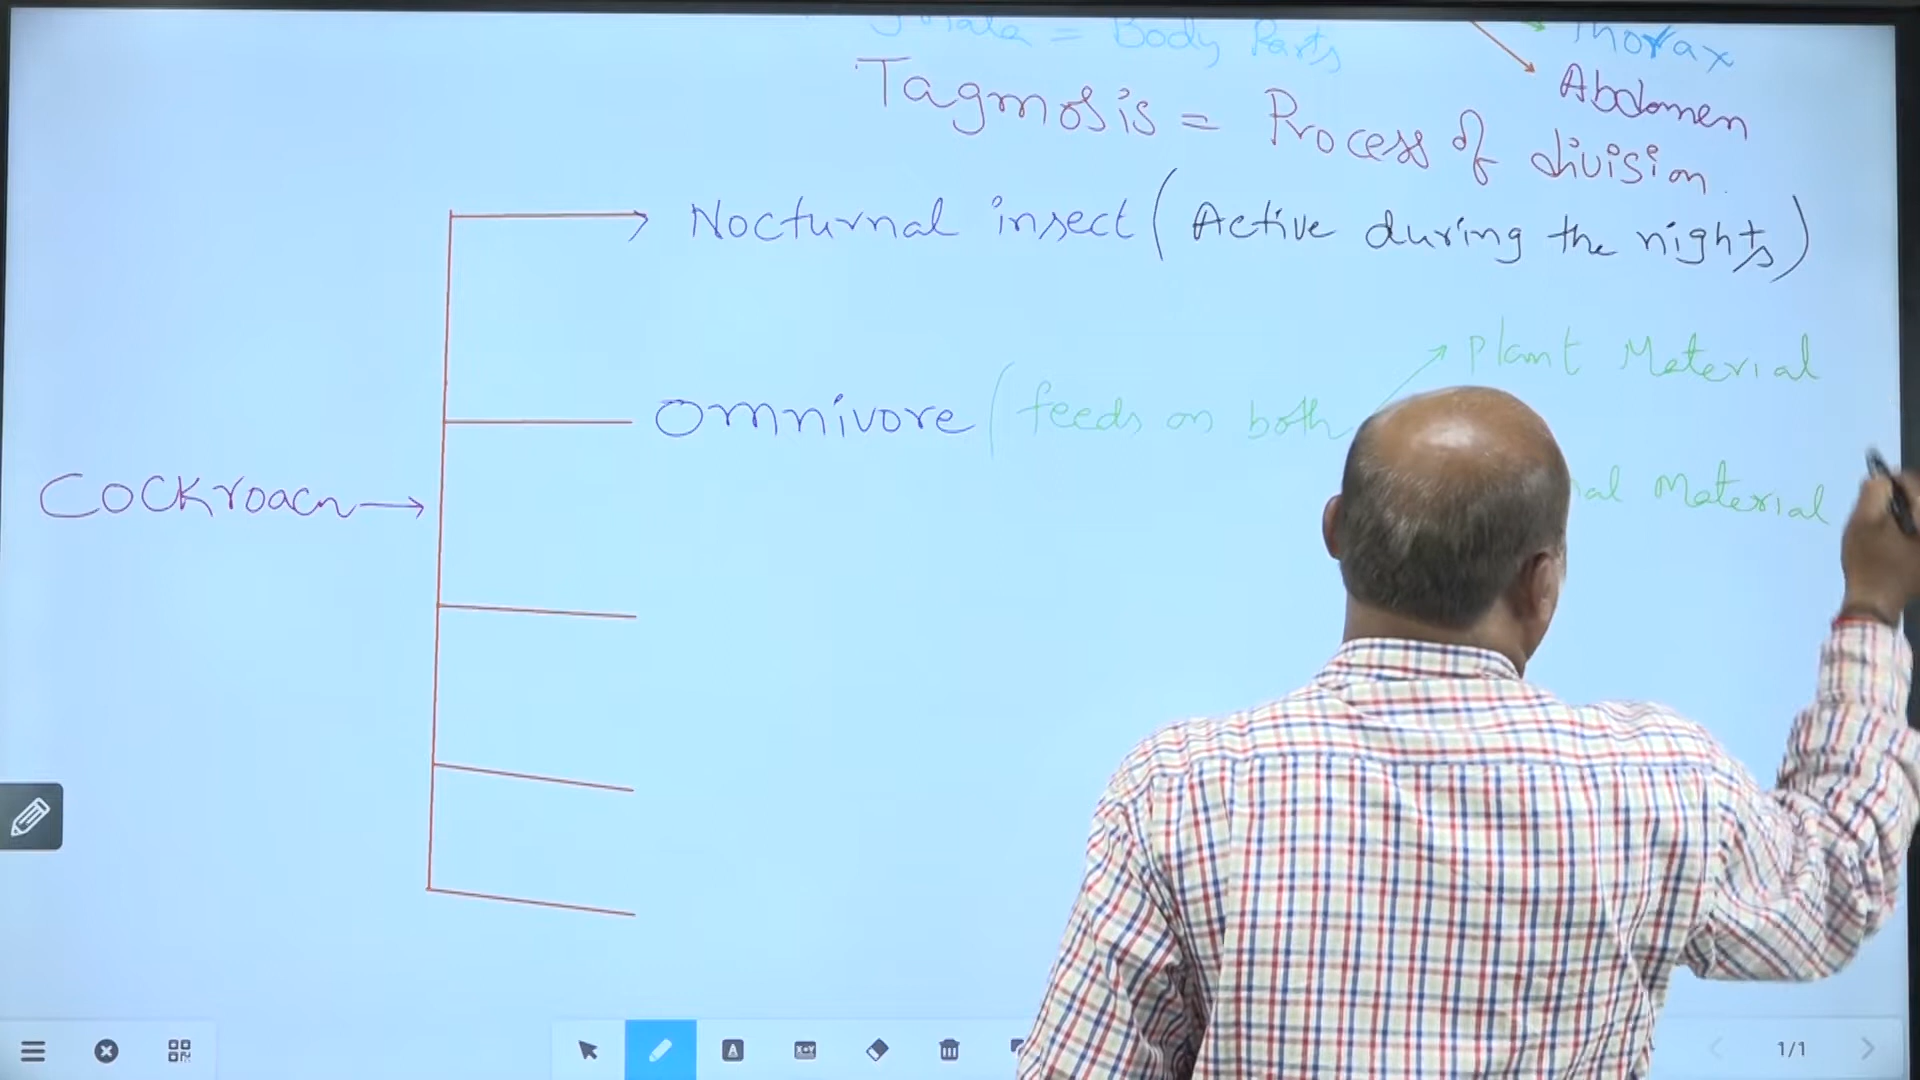 = Body Parts
Thorax
Abdomen
Tagmosis = Process of division.
Nocturnal insect (Active during the nights)
Plant Material
Omnivore (feeds on both
Material
Cockroach →
1/1